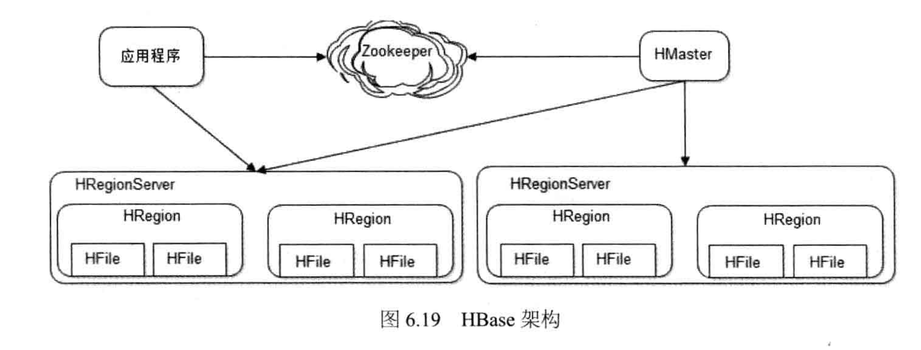 应用程序
Zookeeper
HMaster
HRegionServer
HRegionServer
HRegion
HRegion
HRegion
HRegion
HFile
HFile
HFile
HFile
HFile
HFile
HFile
HFile
图 6.19 HBase 架构